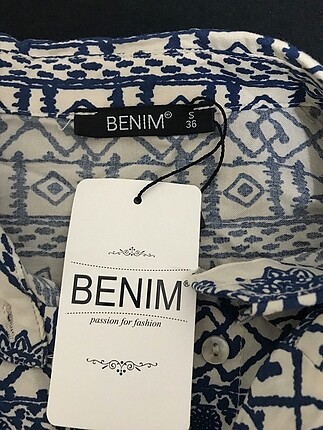 BENIM®
S
36
BENIM®
passion for fashion